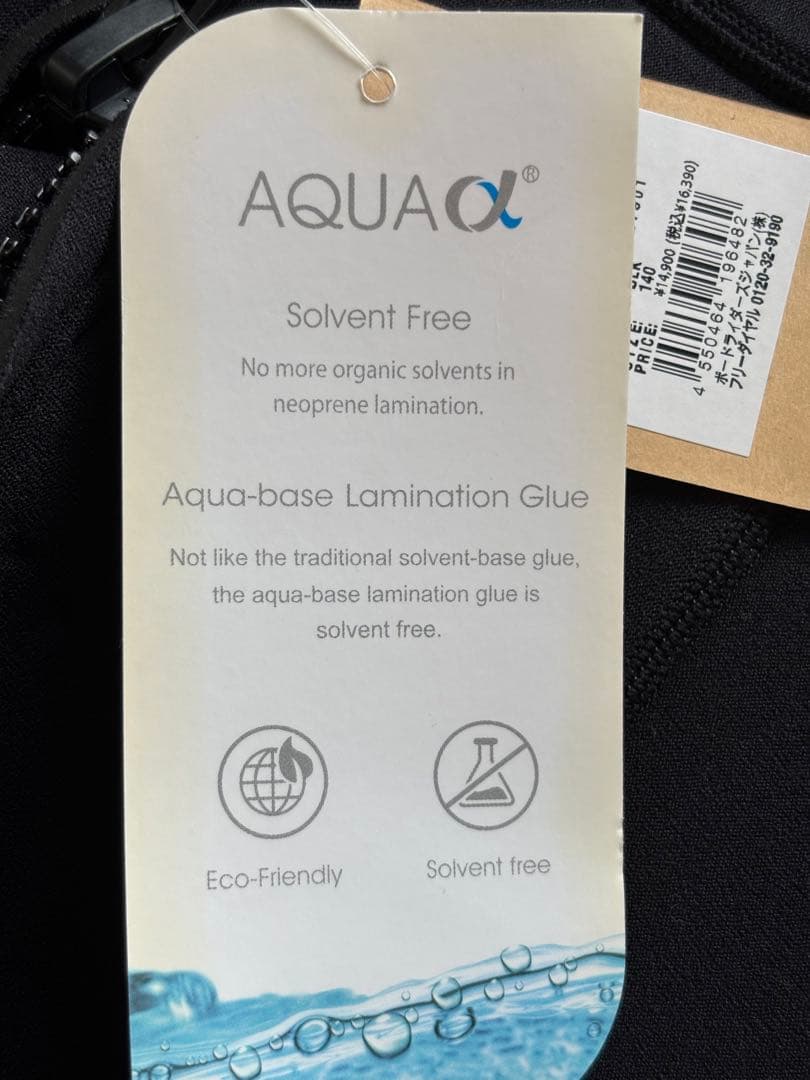 AQUAα®
Solvent Free
No more organic solvents in
neoprene lamination.
Aqua-base Lamination Glue
Not like the traditional solvent-base glue,
the aqua-base lamination glue is
solvent free.
Eco-Friendly
Solvent free
140
PRICE: ¥14,900 (税込¥16,390)
4 550464 196482
ボードライダーズジャパン(株)
フリーダイヤル 0120-32-9190